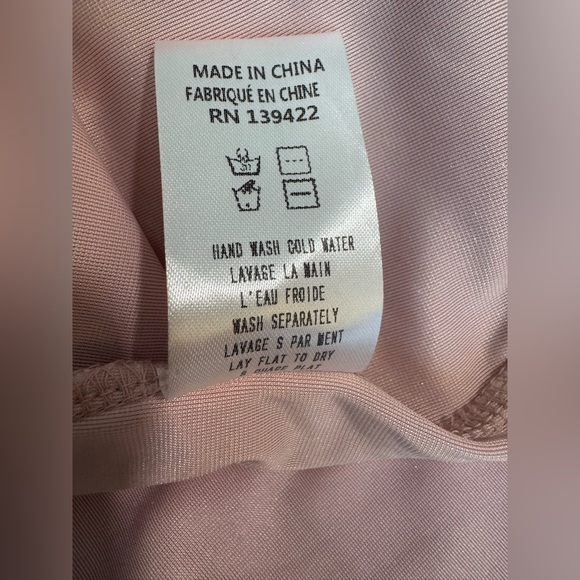 MADE IN CHINA
FABRIQUÉ EN CHINE
RN 139422
HAND WASH COLD WATER
LAVAGE LA MAIN
L'EAU FROIDE
WASH SEPARATELY
LAVAGE S PAR MENT
LAY FLAT TO DRY